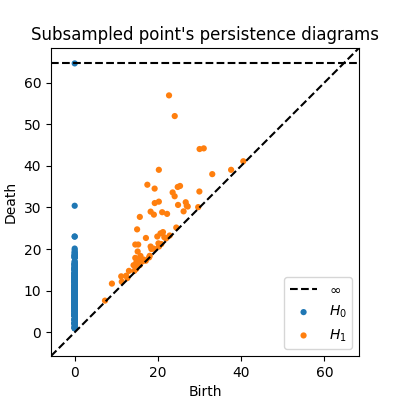 Subsampled point's persistence diagrams
60
50
40
30
20
10
0
Death
∞
H₀
H₁
0 20 40 60
Birth